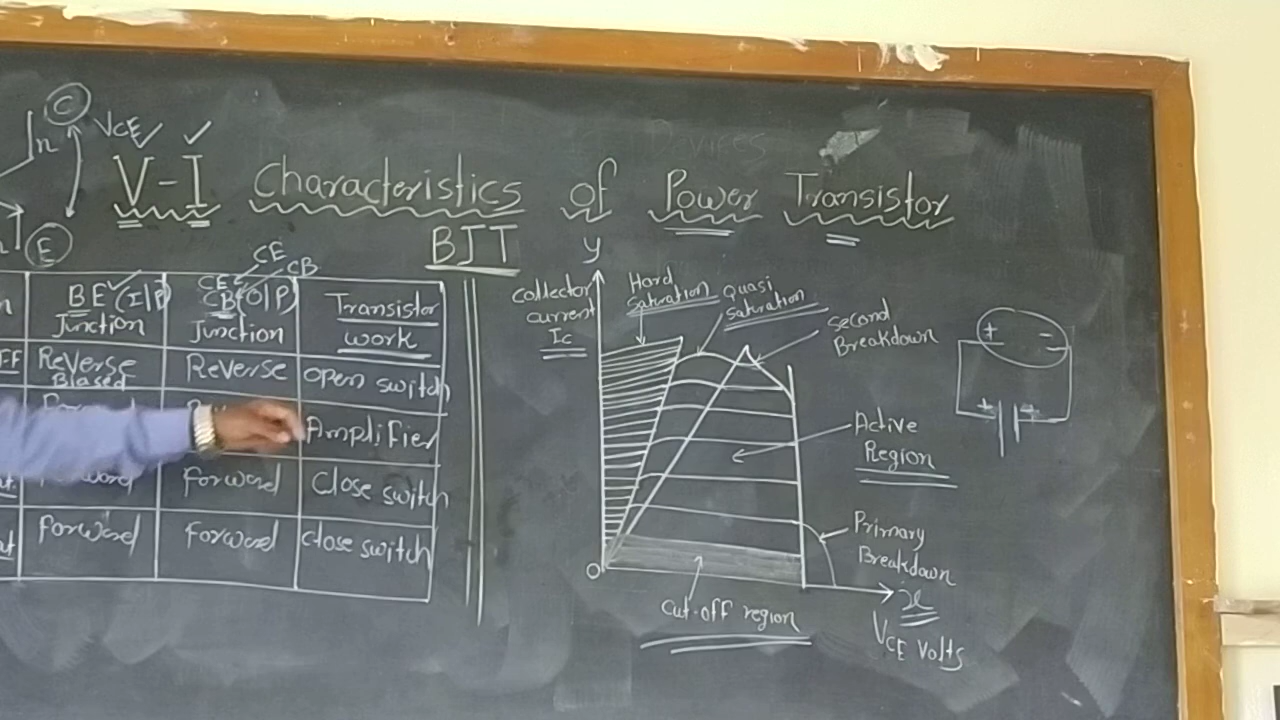 C
n
VCE
V-I Characteristics of Power Transistor
E
BJT
CE
CB
BE (I/P)
Junction
CE
CB (O/P)
Junction
Transistor
work
Reverse
Biased
Reverse
open switch
Amplifier
Forward
Close switch
Forward
Forward
Close switch
y
Collector
current
Ic
Hard
saturation
Quasi
saturation
second
Breakdown
Active
Region
Primary
Breakdown
Cut-off region
O
x
VCE Volts
+ -
+
Devices